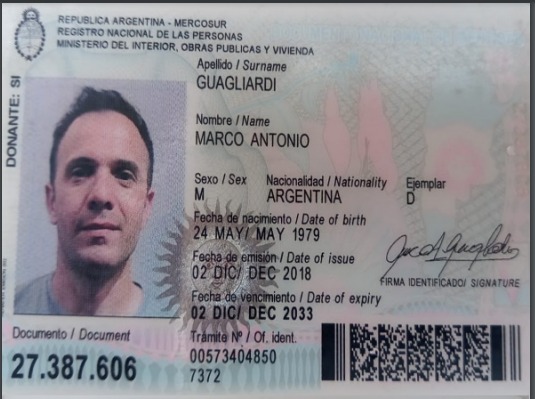 REPUBLICA ARGENTINA - MERCOSUR
REGISTRO NACIONAL DE LAS PERSONAS
MINISTERIO DEL INTERIOR, OBRAS PUBLICAS Y VIVIENDA
DONANTE: SI
Apellido / Surname
GUAGLIARDI
Nombre / Name
MARCO ANTONIO
Sexo / Sex Nacionalidad / Nationality Ejemplar
M ARGENTINA D
Fecha de nacimiento / Date of birth
24 MAY/ MAY 1979
Fecha de emisión / Date of issue
02 DIC/ DEC 2018
FIRMA IDENTIFICADO/ SIGNATURE
Fecha de vencimiento / Date of expiry
02 DIC/ DEC 2033
Documento / Document
27.387.606
Trámite Nº / Of. ident.
00573404850
7372